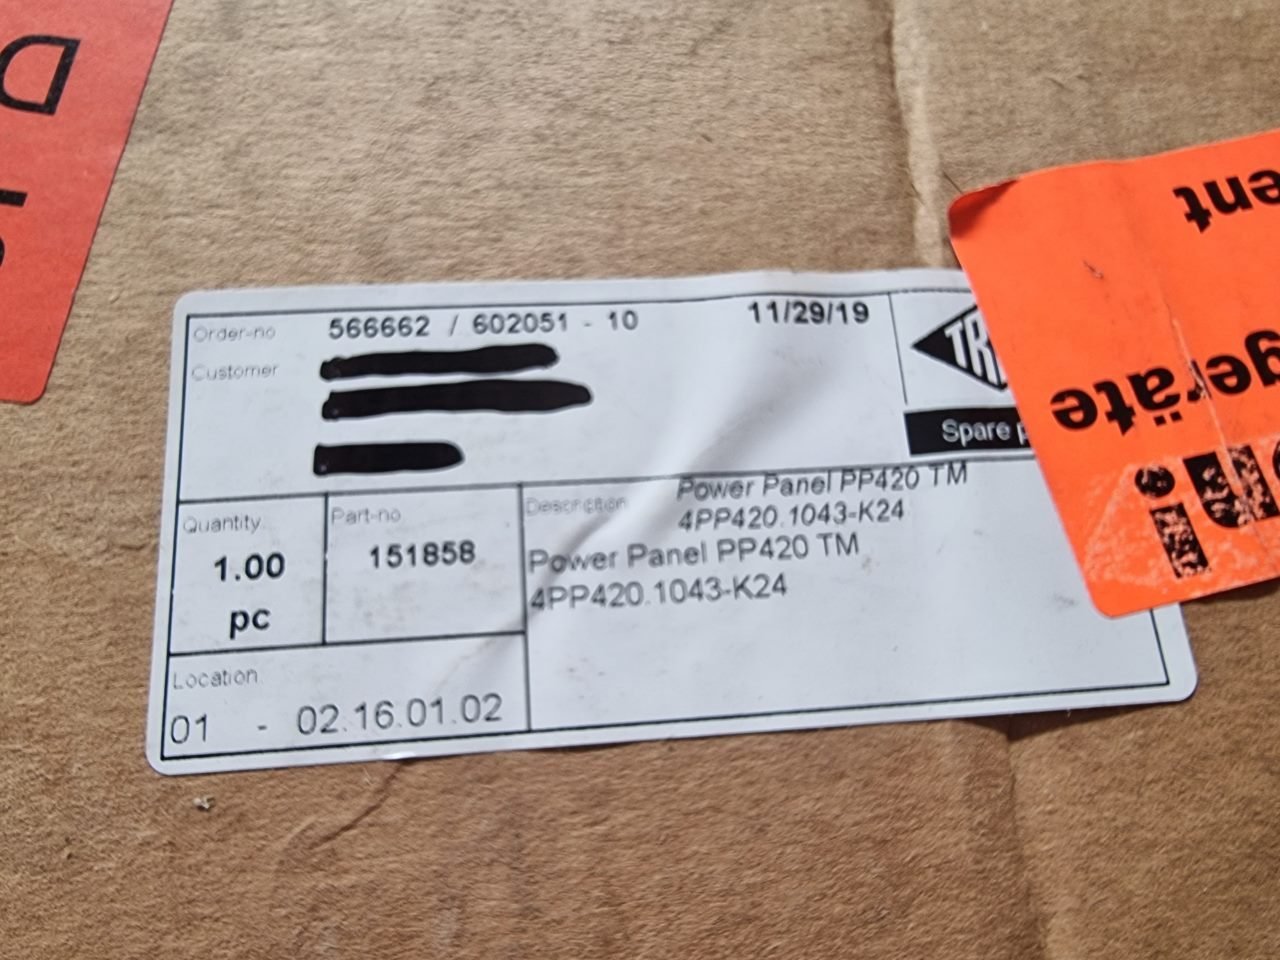 Order-no 566662 / 602051 - 10 11/29/19
Customer
TR
Spare
Quantity
1.00
pc
Part-no
151858
Description Power Panel PP420 TM
4PP420.1043-K24
Power Panel PP420 TM
4PP420.1043-K24
Location
01 - 02.16.01.02
ent
geräte
D